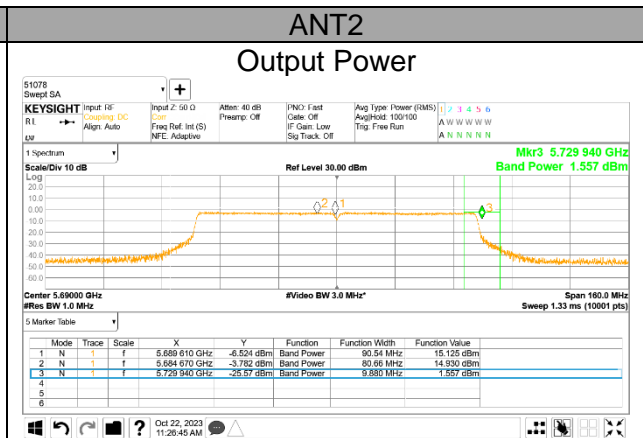 ANT2
Output Power
51078
Swept SA
+
KEYSIGHT Input: RF Input Z: 50 Ω Atten: 40 dB PNO: Fast Avg Type: Power (RMS) 1 2 3 4 5 6
RL Coupling: DC Corr Preamp: Off Gate: Off Avg|Hold: 100/100 A W W W W W
Align: Auto Freq Ref: Int (S) IF Gain: Low Trig: Free Run
NFE: Adaptive Sig Track: Off A N N N N N
1 Spectrum
Mkr3 5.729 940 GHz
Scale/Div 10 dB Ref Level 30.00 dBm Band Power 1.557 dBm
Log
20.0
10.0
0.00
2 1 3
10.0
20.0
30.0
40.0
50.0
60.0
Center 5.69000 GHz #Video BW 3.0 MHz* Span 160.0 MHz
#Res BW 1.0 MHz Sweep 1.33 ms (10001 pts)
5 Marker Table
Mode Trace Scale X Y Function Function Width Function Value
1 N 1 f 5.689 610 GHz -6.524 dBm Band Power 90.54 MHz 15.125 dBm
2 N 1 f 5.684 670 GHz -3.782 dBm Band Power 80.66 MHz 14.930 dBm
3 N 1 f 5.729 940 GHz -25.57 dBm Band Power 9.880 MHz 1.557 dBm
4
5
6
? Oct 22, 2023
11:26:45 AM